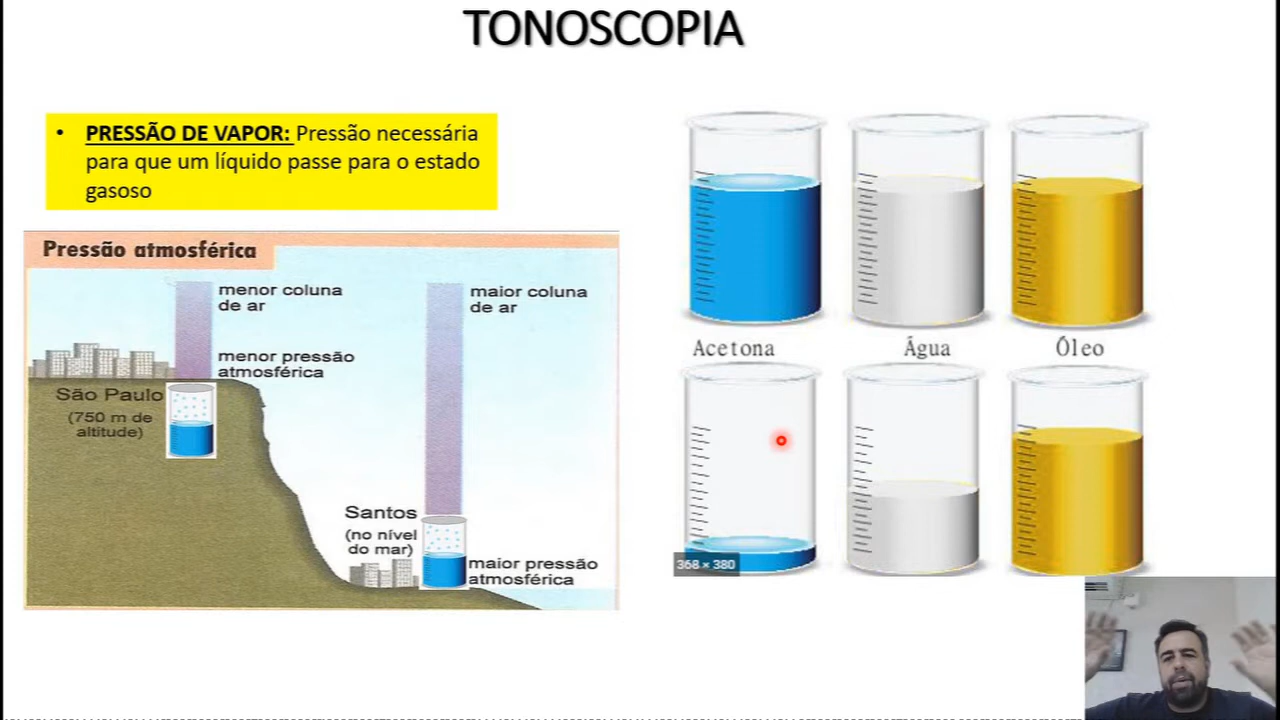 TONOSCOPIA
• PRESSÃO DE VAPOR: Pressão necessária
para que um líquido passe para o estado
gasoso
Pressão atmosférica
menor coluna
de ar
maior coluna
de ar
menor pressão
atmosférica
São Paulo
(750 m de
altitude)
Santos
(no nível
do mar)
maior pressão
atmosférica
Acetona
Água
Óleo
368 × 380